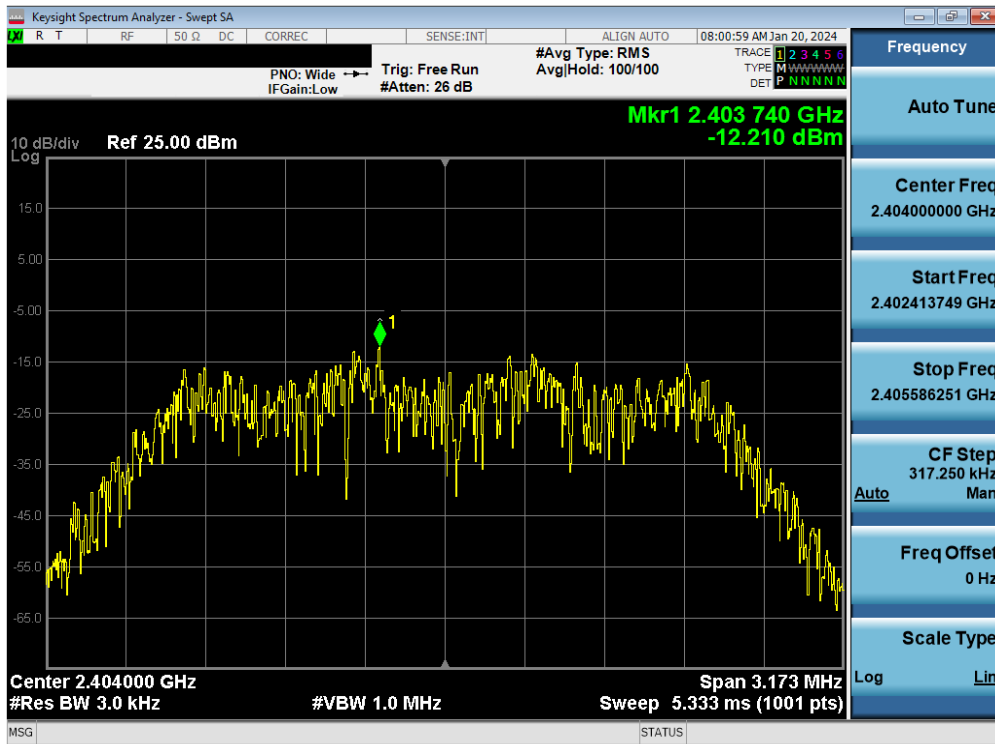 Keysight Spectrum Analyzer - Swept SA
LXI R T RF 50 Ω DC CORREC SENSE:INT ALIGN AUTO 08:00:59 AM Jan 20, 2024
PNO: Wide
IFGain:Low
Trig: Free Run
#Atten: 26 dB
#Avg Type: RMS
Avg|Hold: 100/100
TRACE 1 2 3 4 5 6
TYPE M W W W W W
DET P N N N N N
Mkr1 2.403 740 GHz
-12.210 dBm
10 dB/div Ref 25.00 dBm
Log
15.0
5.00
-5.00
-15.0
-25.0
-35.0
-45.0
-55.0
-65.0
1
Center 2.404000 GHz Span 3.173 MHz
#Res BW 3.0 kHz #VBW 1.0 MHz Sweep 5.333 ms (1001 pts)
MSG STATUS
Frequency
Auto Tune
Center Freq
2.404000000 GHz
Start Freq
2.402413749 GHz
Stop Freq
2.405586251 GHz
CF Step
317.250 kHz
Auto Man
Freq Offset
0 Hz
Scale Type
Log Lin